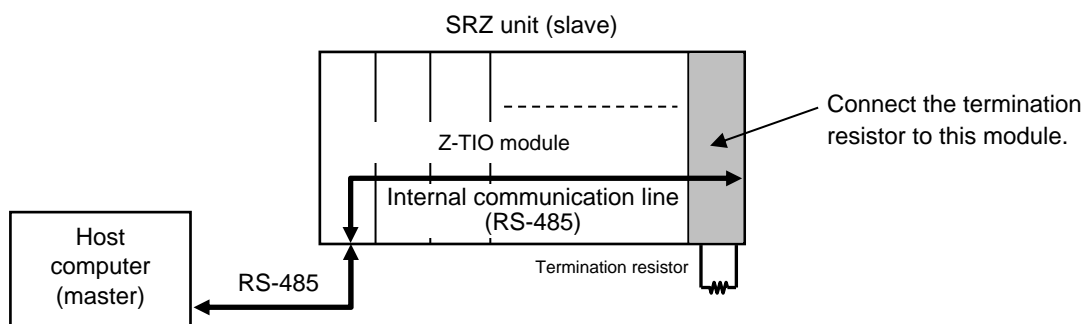 SRZ unit (slave)
Connect the termination
resistor to this module.
Z-TIO module
Internal communication line
(RS-485)
Host
computer
(master)
RS-485
Termination resistor